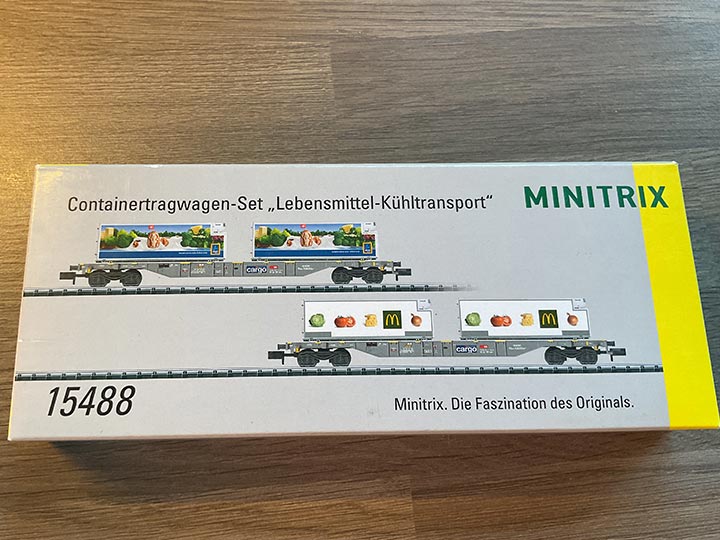 Containertragwagen-Set „Lebensmittel-Kühltransport“
MINITRIX
cargo
cargo
15488
Minitrix. Die Faszination des Originals.